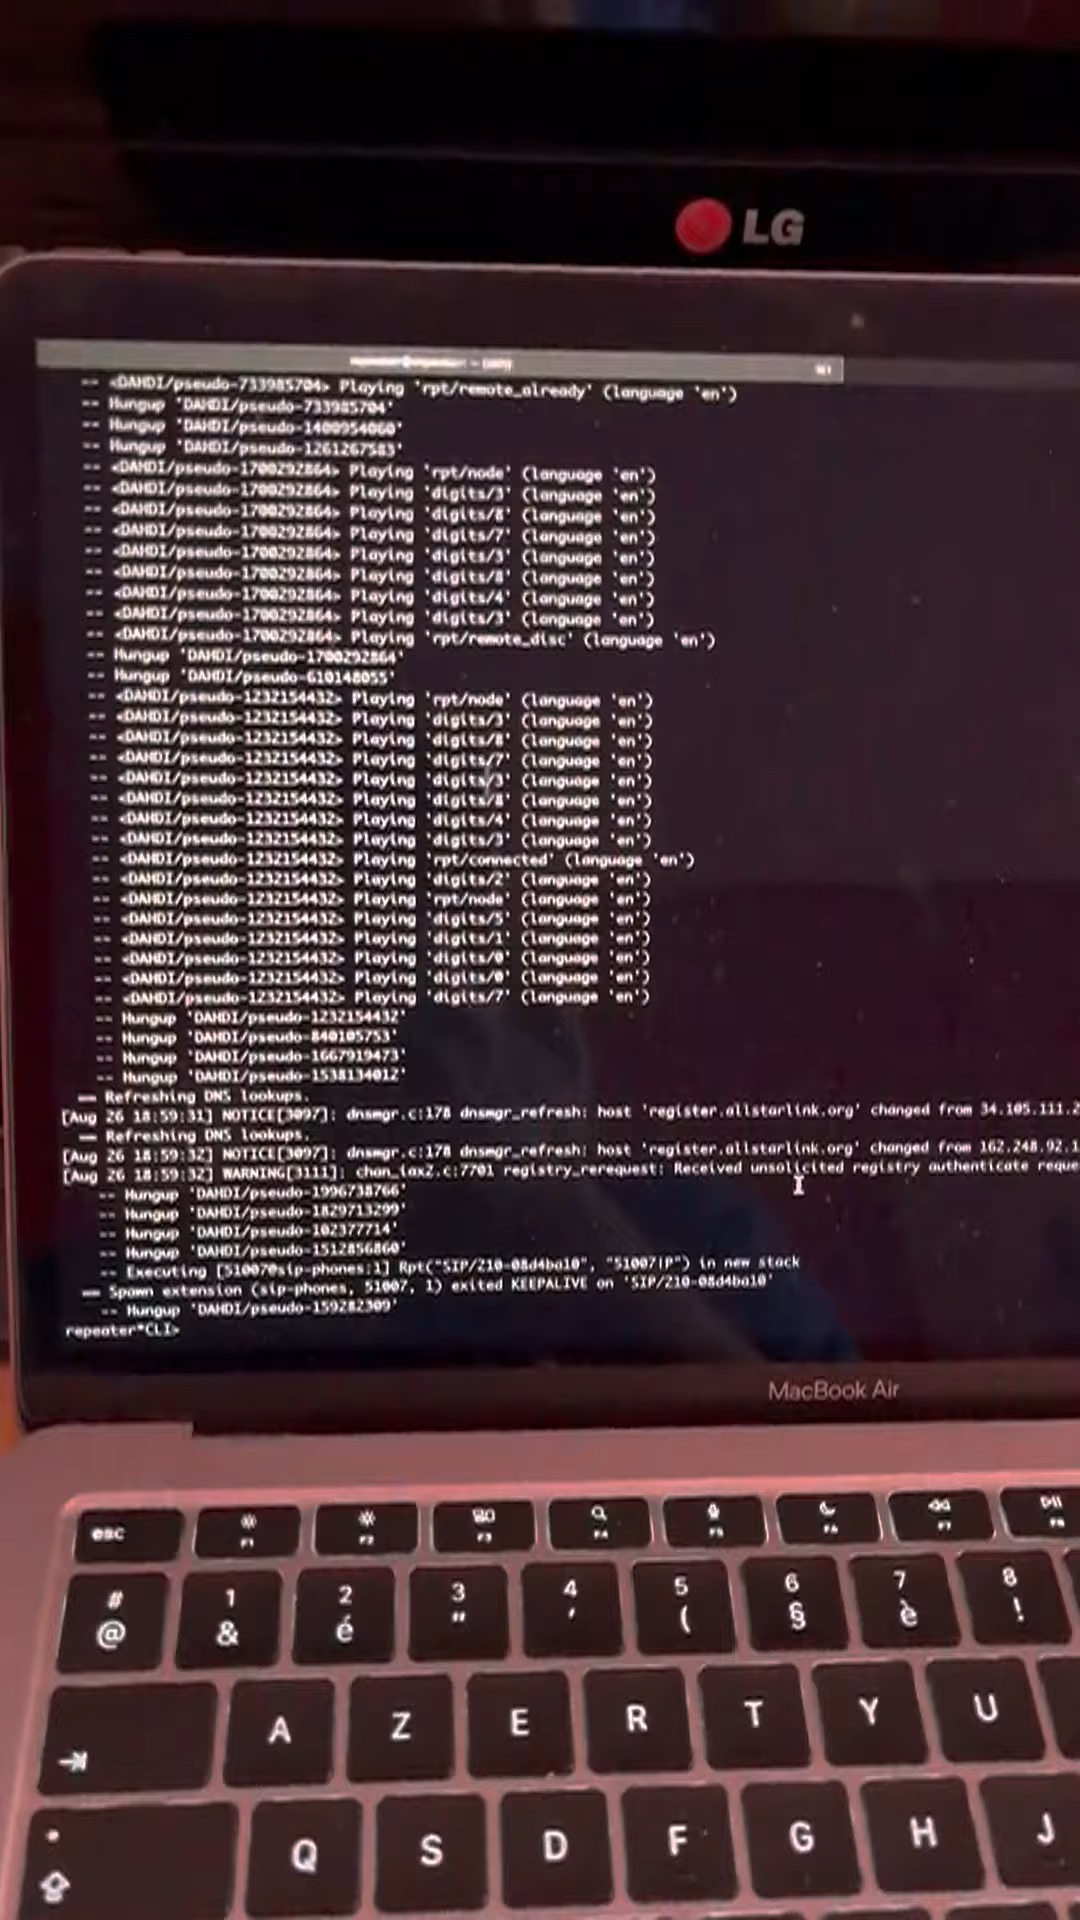 LG
-- <DAHDI/pseudo-733985704> Playing 'rpt/remote_already' (language 'en')
-- Hungup 'DAHDI/pseudo-733985704'
-- Hungup 'DAHDI/pseudo-1400954060'
-- Hungup 'DAHDI/pseudo-1261267583'
-- <DAHDI/pseudo-1700292864> Playing 'rpt/node' (language 'en')
-- <DAHDI/pseudo-1700292864> Playing 'digits/3' (language 'en')
-- <DAHDI/pseudo-1700292864> Playing 'digits/8' (language 'en')
-- <DAHDI/pseudo-1700292864> Playing 'digits/7' (language 'en')
-- <DAHDI/pseudo-1700292864> Playing 'digits/3' (language 'en')
-- <DAHDI/pseudo-1700292864> Playing 'digits/8' (language 'en')
-- <DAHDI/pseudo-1700292864> Playing 'digits/4' (language 'en')
-- <DAHDI/pseudo-1700292864> Playing 'digits/3' (language 'en')
-- <DAHDI/pseudo-1700292864> Playing 'rpt/remote_disc' (language 'en')
-- Hungup 'DAHDI/pseudo-1700292864'
-- Hungup 'DAHDI/pseudo-610148055'
-- <DAHDI/pseudo-1232154432> Playing 'rpt/node' (language 'en')
-- <DAHDI/pseudo-1232154432> Playing 'digits/3' (language 'en')
-- <DAHDI/pseudo-1232154432> Playing 'digits/8' (language 'en')
-- <DAHDI/pseudo-1232154432> Playing 'digits/7' (language 'en')
-- <DAHDI/pseudo-1232154432> Playing 'digits/3' (language 'en')
-- <DAHDI/pseudo-1232154432> Playing 'digits/8' (language 'en')
-- <DAHDI/pseudo-1232154432> Playing 'digits/4' (language 'en')
-- <DAHDI/pseudo-1232154432> Playing 'digits/3' (language 'en')
-- <DAHDI/pseudo-1232154432> Playing 'rpt/connected' (language 'en')
-- <DAHDI/pseudo-1232154432> Playing 'digits/2' (language 'en')
-- <DAHDI/pseudo-1232154432> Playing 'rpt/node' (language 'en')
-- <DAHDI/pseudo-1232154432> Playing 'digits/5' (language 'en')
-- <DAHDI/pseudo-1232154432> Playing 'digits/1' (language 'en')
-- <DAHDI/pseudo-1232154432> Playing 'digits/0' (language 'en')
-- <DAHDI/pseudo-1232154432> Playing 'digits/0' (language 'en')
-- <DAHDI/pseudo-1232154432> Playing 'digits/7' (language 'en')
-- Hungup 'DAHDI/pseudo-1232154432'
-- Hungup 'DAHDI/pseudo-840105753'
-- Hungup 'DAHDI/pseudo-1667919473'
-- Hungup 'DAHDI/pseudo-1538134012'
== Refreshing DNS lookups.
[Aug 26 18:59:31] NOTICE[3097]: dnsmgr.c:178 dnsmgr_refresh: host 'register.allstarlink.org' changed from 34.105.111.2
== Refreshing DNS lookups.
[Aug 26 18:59:32] NOTICE[3097]: dnsmgr.c:178 dnsmgr_refresh: host 'register.allstarlink.org' changed from 162.248.92.1
[Aug 26 18:59:32] WARNING[3111]: chan_iax2.c:7701 registry_rerequest: Received unsolicited registry authenticate reque
-- Hungup 'DAHDI/pseudo-1996738766'
-- Hungup 'DAHDI/pseudo-1829713299'
-- Hungup 'DAHDI/pseudo-102377714'
-- Hungup 'DAHDI/pseudo-1512856860'
-- Executing [51007@sip-phones:1] Rpt("SIP/210-08d4ba10", "51007|P") in new stack
== Spawn extension (sip-phones, 51007, 1) exited KEEPALIVE on 'SIP/210-08d4ba10'
-- Hungup 'DAHDI/pseudo-159282309'
repeater*CLI>
MacBook Air
esc F1 F2 F3 F4 F5 F6 F7 F8
# 1 2 3 4 5 6 7 8
@ & é " ' ( § è !
A Z E R T Y U
Q S D F G H J